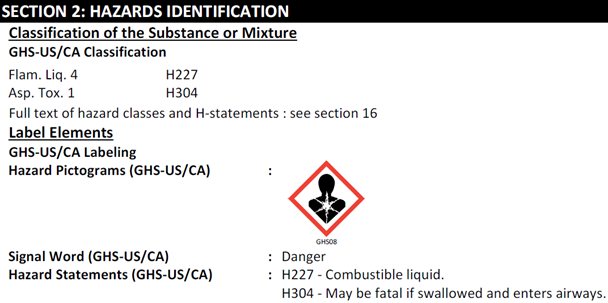 SECTION 2: HAZARDS IDENTIFICATION
Classification of the Substance or Mixture
GHS-US/CA Classification
Flam. Liq. 4 H227
Asp. Tox. 1 H304
Full text of hazard classes and H-statements : see section 16
Label Elements
GHS-US/CA Labeling
Hazard Pictograms (GHS-US/CA) :
GHS08
Signal Word (GHS-US/CA) : Danger
Hazard Statements (GHS-US/CA) : H227 - Combustible liquid.
H304 - May be fatal if swallowed and enters airways.